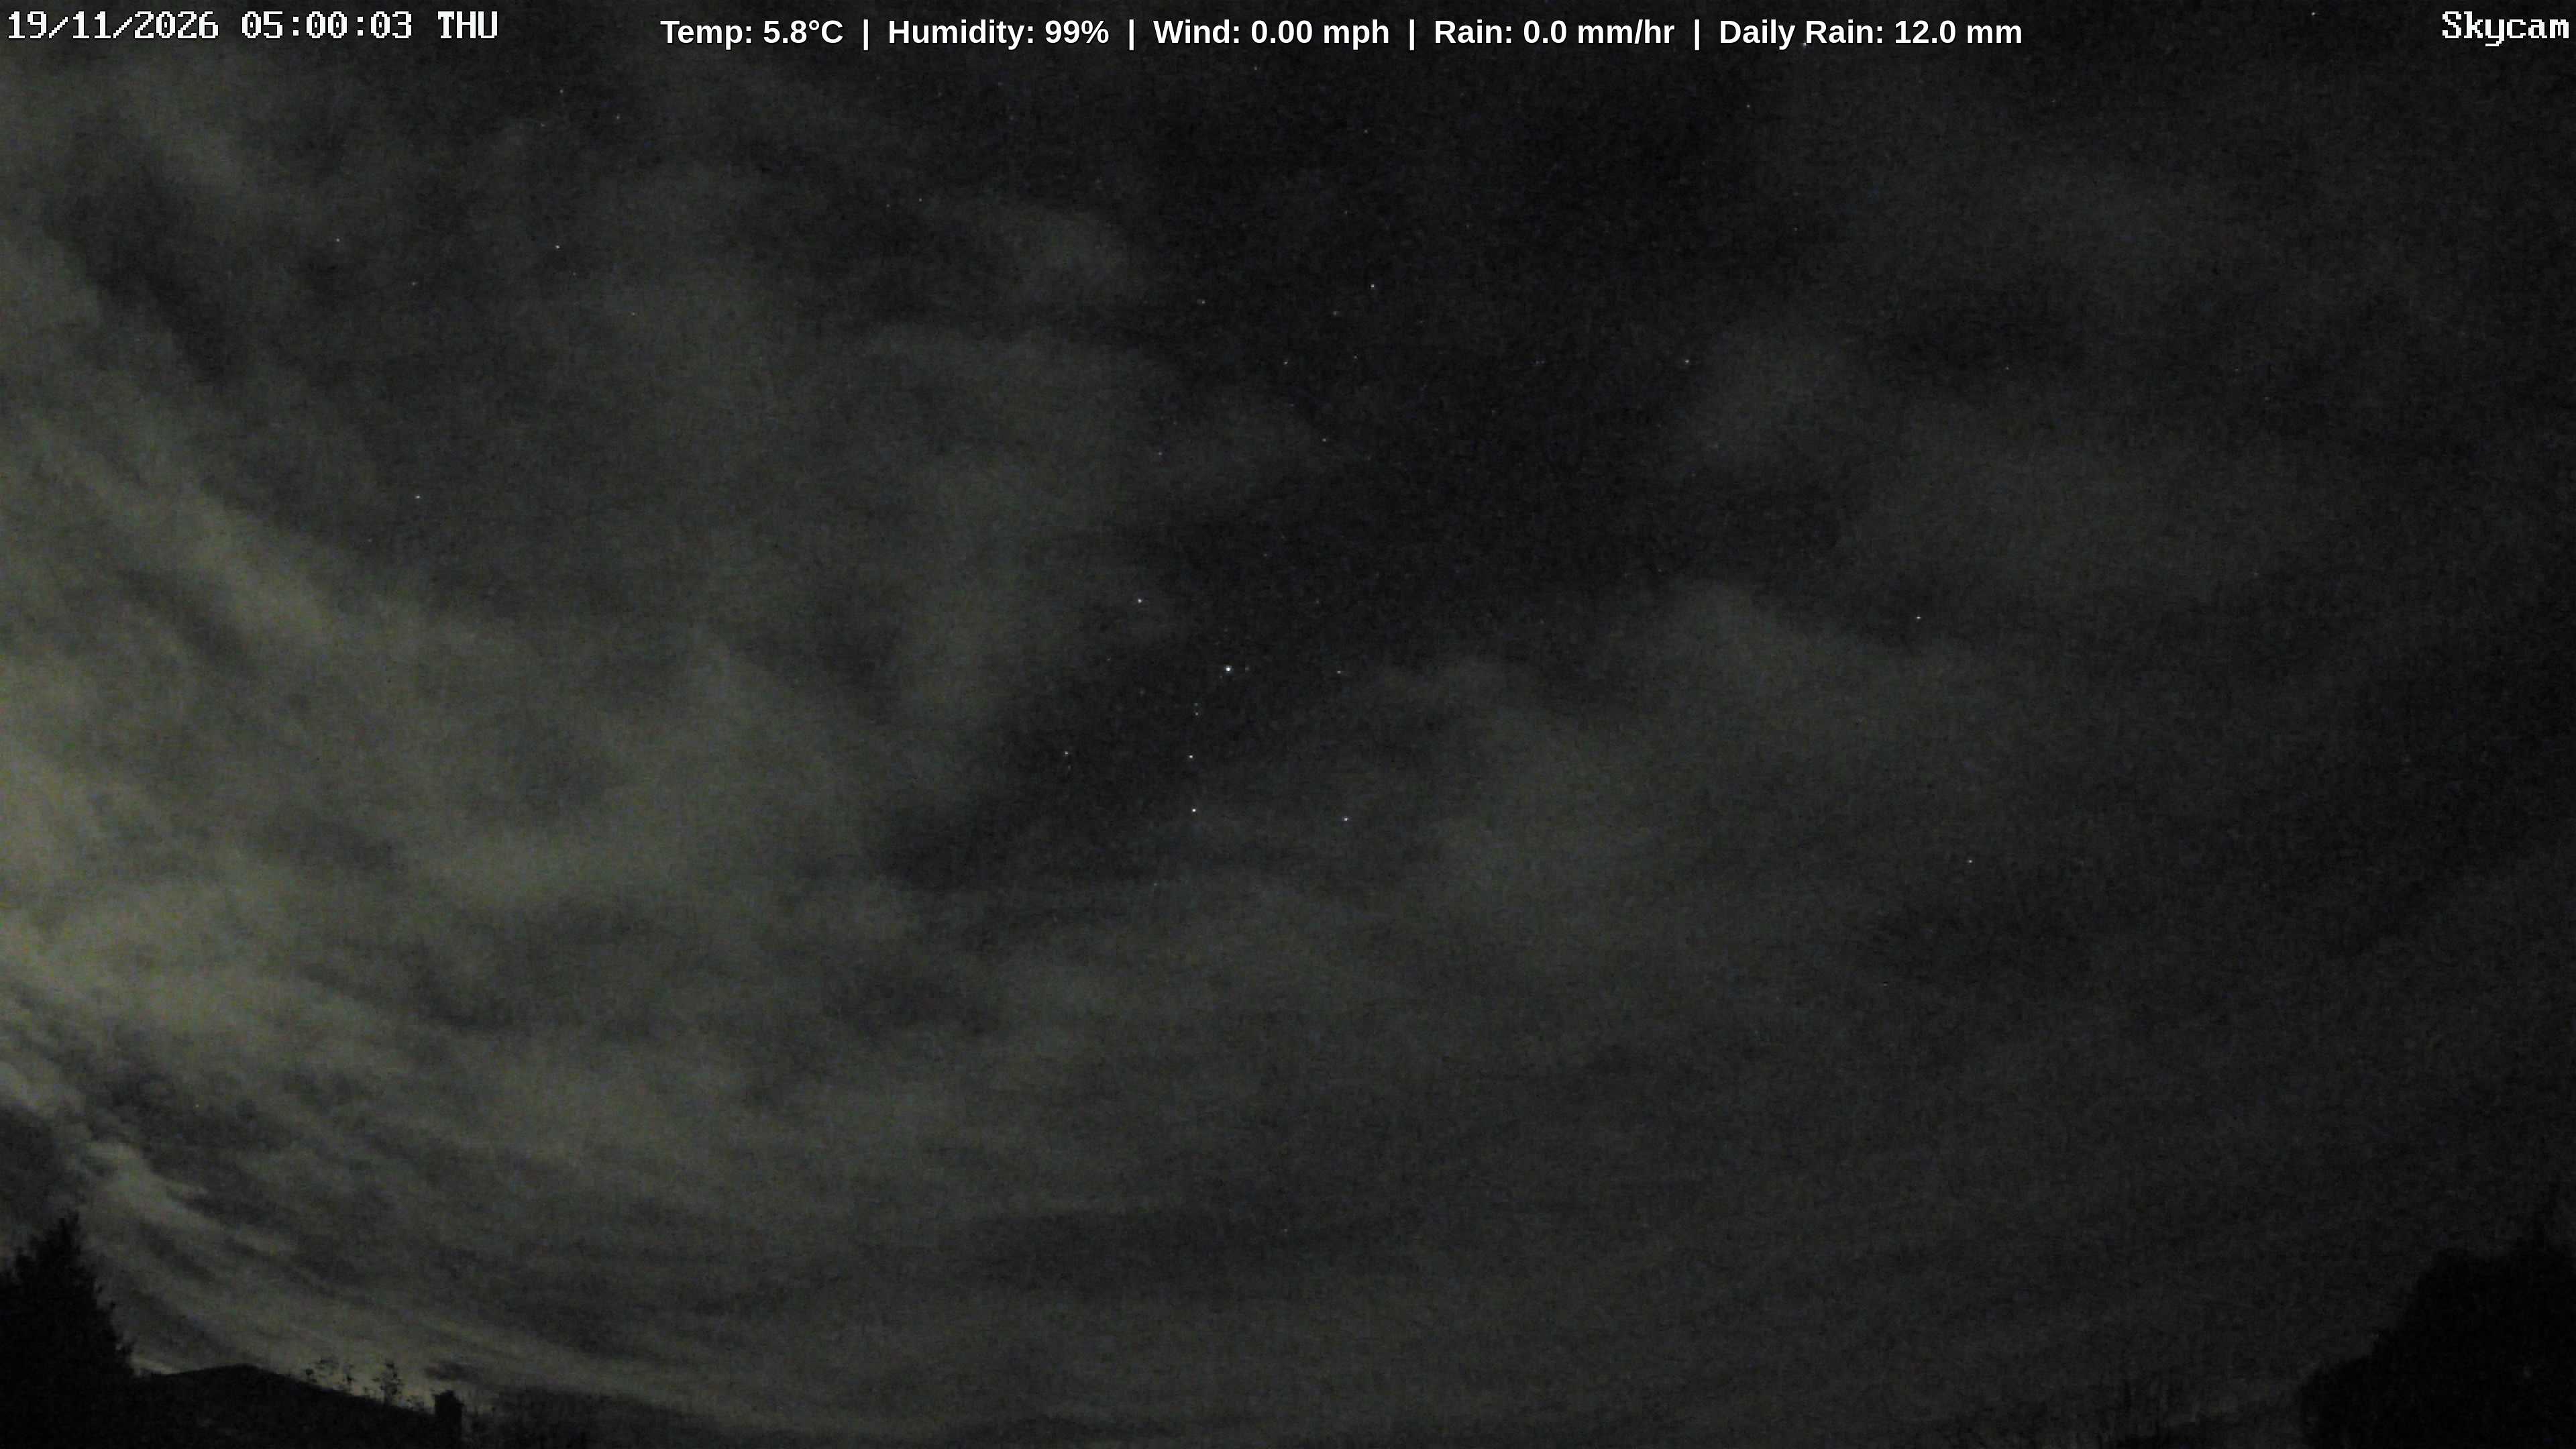 19/11/2026 05:00:03 THU
Temp: 5.8°C | Humidity: 99% | Wind: 0.00 mph | Rain: 0.0 mm/hr | Daily Rain: 12.0 mm
Skycam